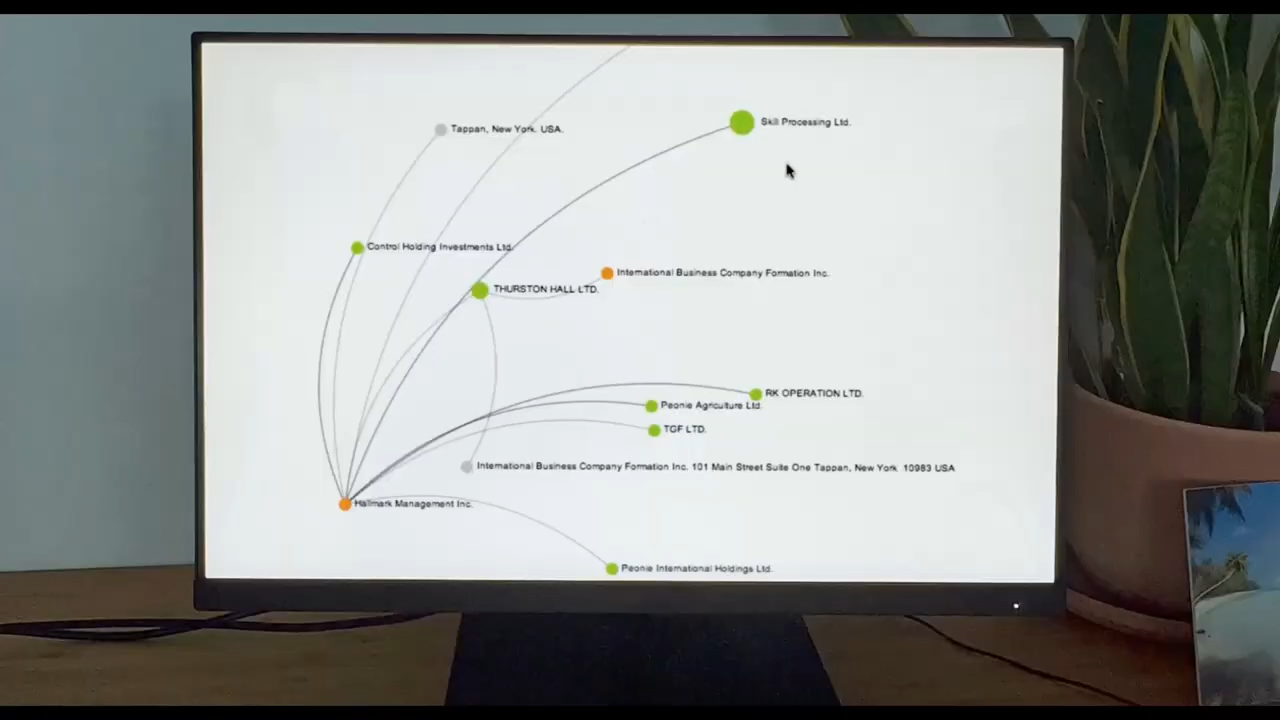 Tappan, New York. USA.
Skill Processing Ltd.
Control Holding Investments Ltd.
International Business Company Formation Inc.
THURSTON HALL LTD.
RK OPERATION LTD.
Peonie Agriculture Ltd.
TGF LTD.
International Business Company Formation Inc. 101 Main Street Suite One Tappan, New York 10983 USA
Hallmark Management Inc.
Peonie International Holdings Ltd.